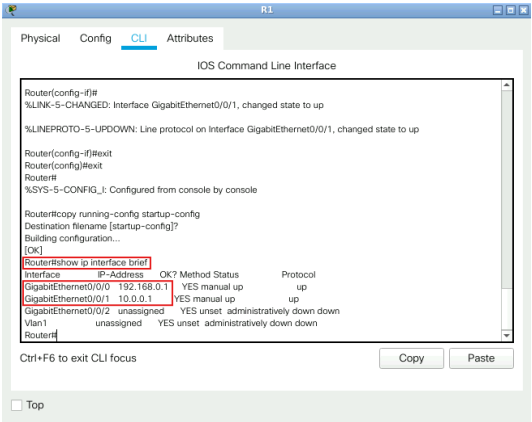 R1
Physical Config CLI Attributes
IOS Command Line Interface
Router(config-if)#
%LINK-5-CHANGED: Interface GigabitEthernet0/0/1, changed state to up
%LINEPROTO-5-UPDOWN: Line protocol on Interface GigabitEthernet0/0/1, changed state to up
Router(config-if)#exit
Router(config)#exit
Router#
%SYS-5-CONFIG_I: Configured from console by console
Router#copy running-config startup-config
Destination filename [startup-config]?
Building configuration...
[OK]
Router#show ip interface brief
Interface IP-Address OK? Method Status Protocol
GigabitEthernet0/0/0 192.168.0.1 YES manual up up
GigabitEthernet0/0/1 10.0.0.1 YES manual up up
GigabitEthernet0/0/2 unassigned YES unset administratively down down
Vlan1 unassigned YES unset administratively down down
Router#
Ctrl+F6 to exit CLI focus
Copy Paste
Top